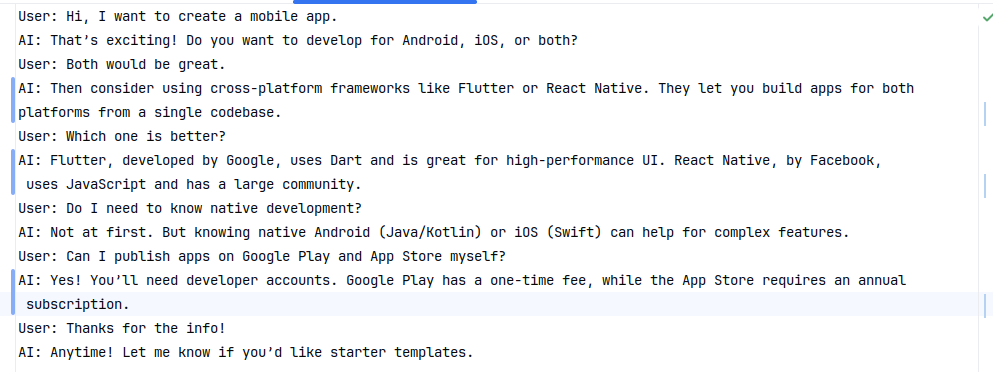 User: Hi, I want to create a mobile app.
AI: That’s exciting! Do you want to develop for Android, iOS, or both?
User: Both would be great.
AI: Then consider using cross-platform frameworks like Flutter or React Native. They let you build apps for both
platforms from a single codebase.
User: Which one is better?
AI: Flutter, developed by Google, uses Dart and is great for high-performance UI. React Native, by Facebook,
uses JavaScript and has a large community.
User: Do I need to know native development?
AI: Not at first. But knowing native Android (Java/Kotlin) or iOS (Swift) can help for complex features.
User: Can I publish apps on Google Play and App Store myself?
AI: Yes! You’ll need developer accounts. Google Play has a one-time fee, while the App Store requires an annual
subscription.
User: Thanks for the info!
AI: Anytime! Let me know if you’d like starter templates.